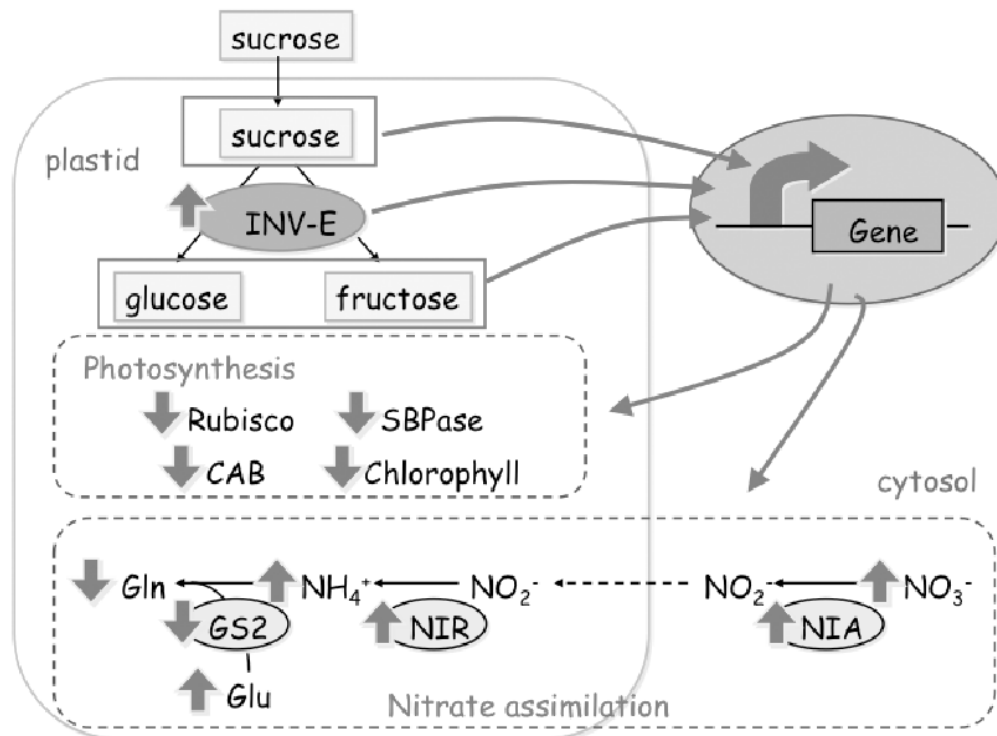 sucrose
sucrose
plastid
INV-E
Gene
glucose fructose
Photosynthesis
Rubisco SBPase
CAB Chlorophyll
cytosol
Gln NH₄⁺ NO₂⁻ NO₂⁻ NO₃⁻
GS2 NIR NIA
Glu
Nitrate assimilation